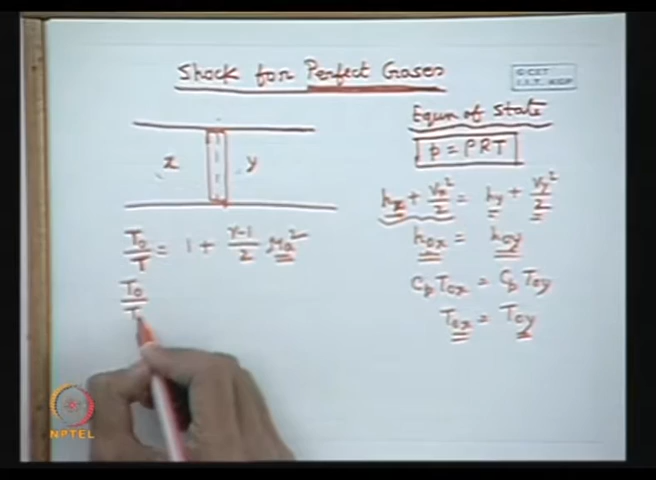 Shock for Perfect Gases
© CET
I.I.T. KGP
Equn of State
p = ρRT
x
y
hx + Vx²/2 = hy + Vy²/2
T0/T = 1 + γ-1/2 Ma²
h0x = h0y
T0/T
Cp T0x = Cp T0y
T0x = T0y
NPTEL